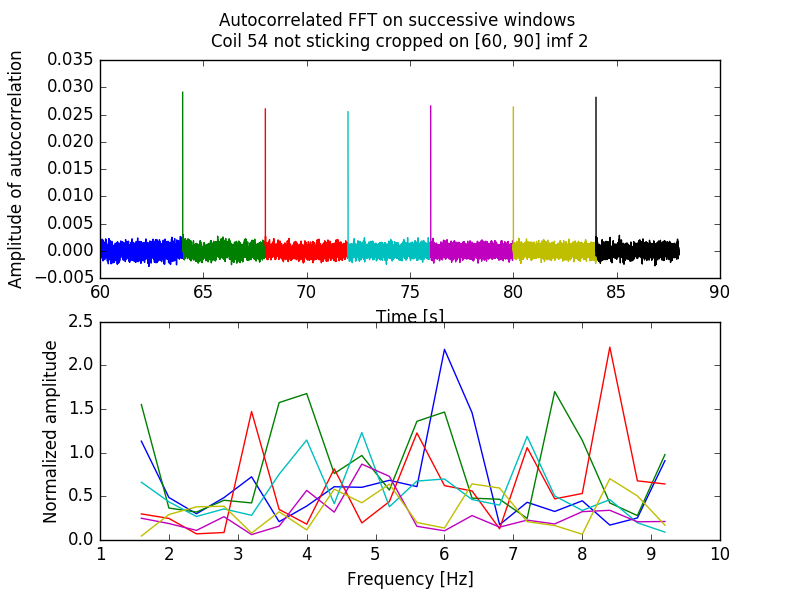 Autocorrelated FFT on successive windows
Coil 54 not sticking cropped on [60, 90] imf 2
Amplitude of autocorrelation
0.035
0.030
0.025
0.020
0.015
0.010
0.005
0.000
−0.005
60 65 70 75 80 85 90
Time [s]
Normalized amplitude
2.5
2.0
1.5
1.0
0.5
0.0
1 2 3 4 5 6 7 8 9 10
Frequency [Hz]